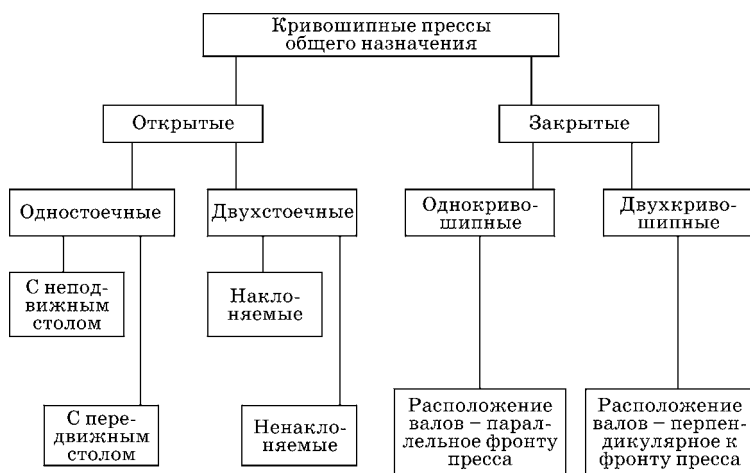 Кривошипные прессы
общего назначения
Открытые
Закрытые
Одностоечные
Двухстоечные
Однокриво-
шипные
Двухкриво-
шипные
С непод-
вижным
столом
Накло-
няемые
С пере-
движным
столом
Ненакло-
няемые
Расположение
валов – парал-
лельное фронту
пресса
Расположение
валов – перпен-
дикулярное к
фронту пресса